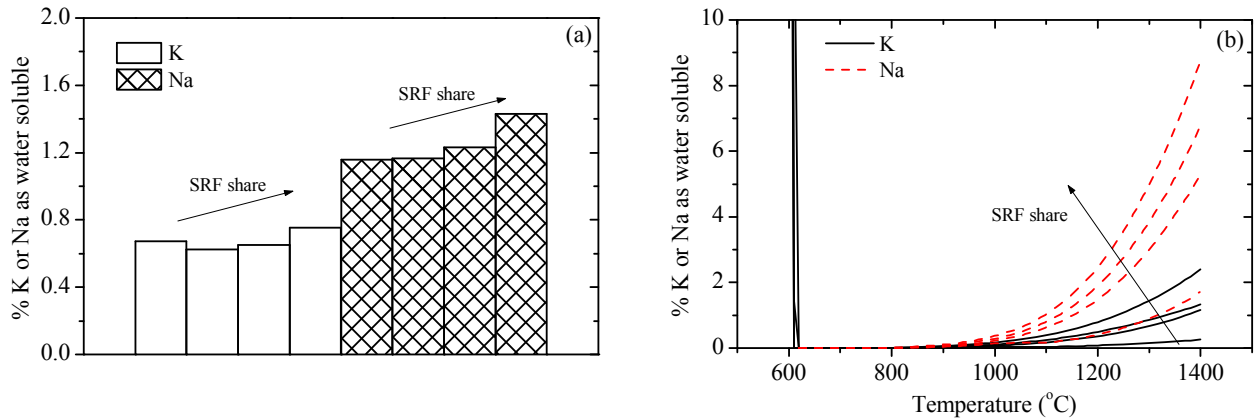 % K or Na as water soluble
2.0
1.6
1.2
0.8
0.4
0.0
K
Na
(a)
SRF share
SRF share
% K or Na as water soluble
10
8
6
4
2
0
K
Na
(b)
SRF share
600
800
1000
1200
1400
Temperature (°C)